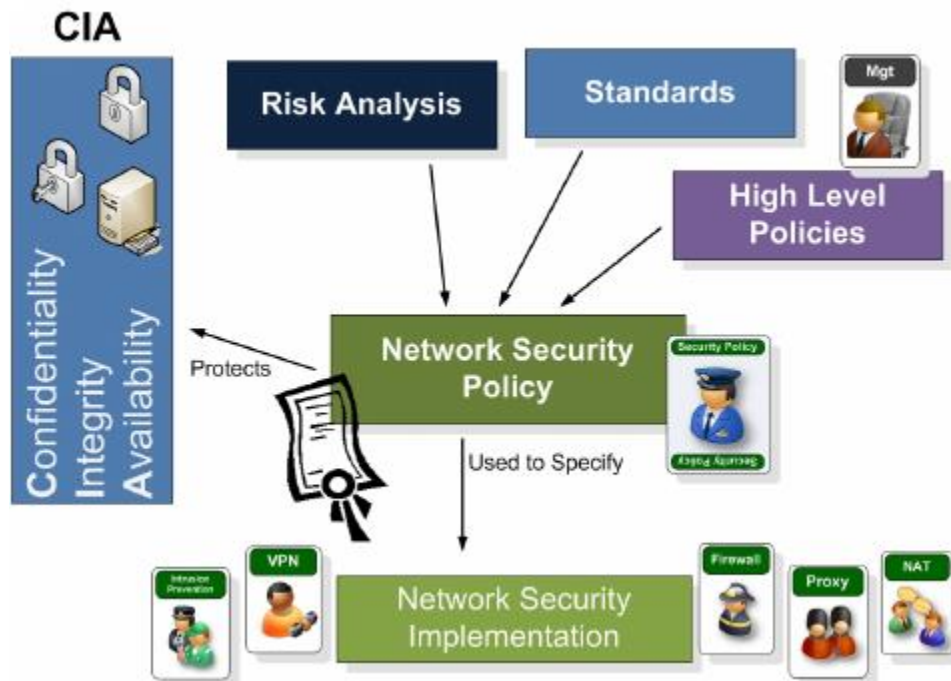 CIA
Confidentiality
Integrity
Availability
Risk Analysis
Standards
Mgt
High Level
Policies
Network Security
Policy
Security Policy
Security Policy
Protects
Used to Specify
Intrusion
Prevention
VPN
Network Security
Implementation
Firewall
Proxy
NAT